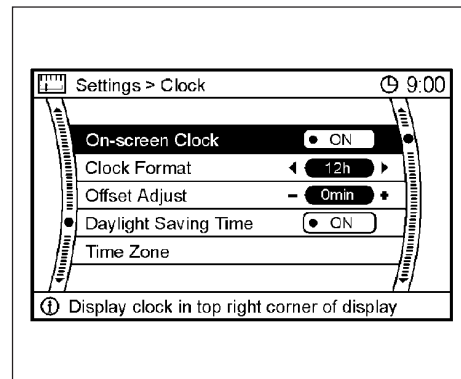 Settings > Clock 9:00
On-screen Clock ON
Clock Format 12h
Offset Adjust - 0min +
Daylight Saving Time ON
Time Zone
Display clock in top right corner of display